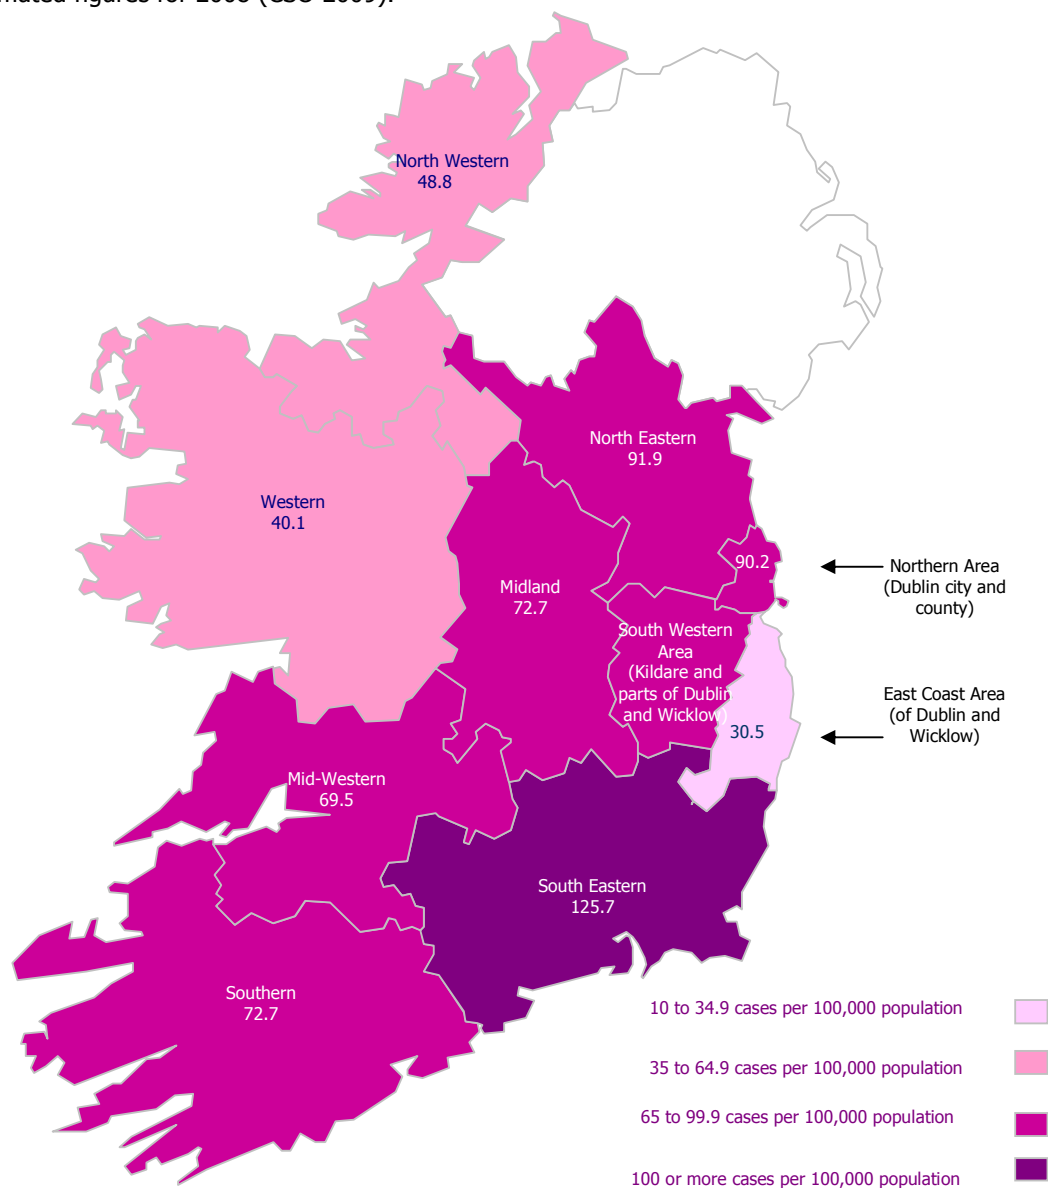 2008 (CSO 2009).
North Western
48.8
North Eastern
91.9
Western
40.1
90.2
Northern Area
(Dublin city and
county)
Midland
72.7
South Western
Area
(Kildare and
parts of Dublin
and Wicklow)
East Coast Area
(of Dublin and
Wicklow)
30.5
Mid-Western
69.5
South Eastern
125.7
Southern
72.7
10 to 34.9 cases per 100,000 population
35 to 64.9 cases per 100,000 population
65 to 99.9 cases per 100,000 population
100 or more cases per 100,000 population